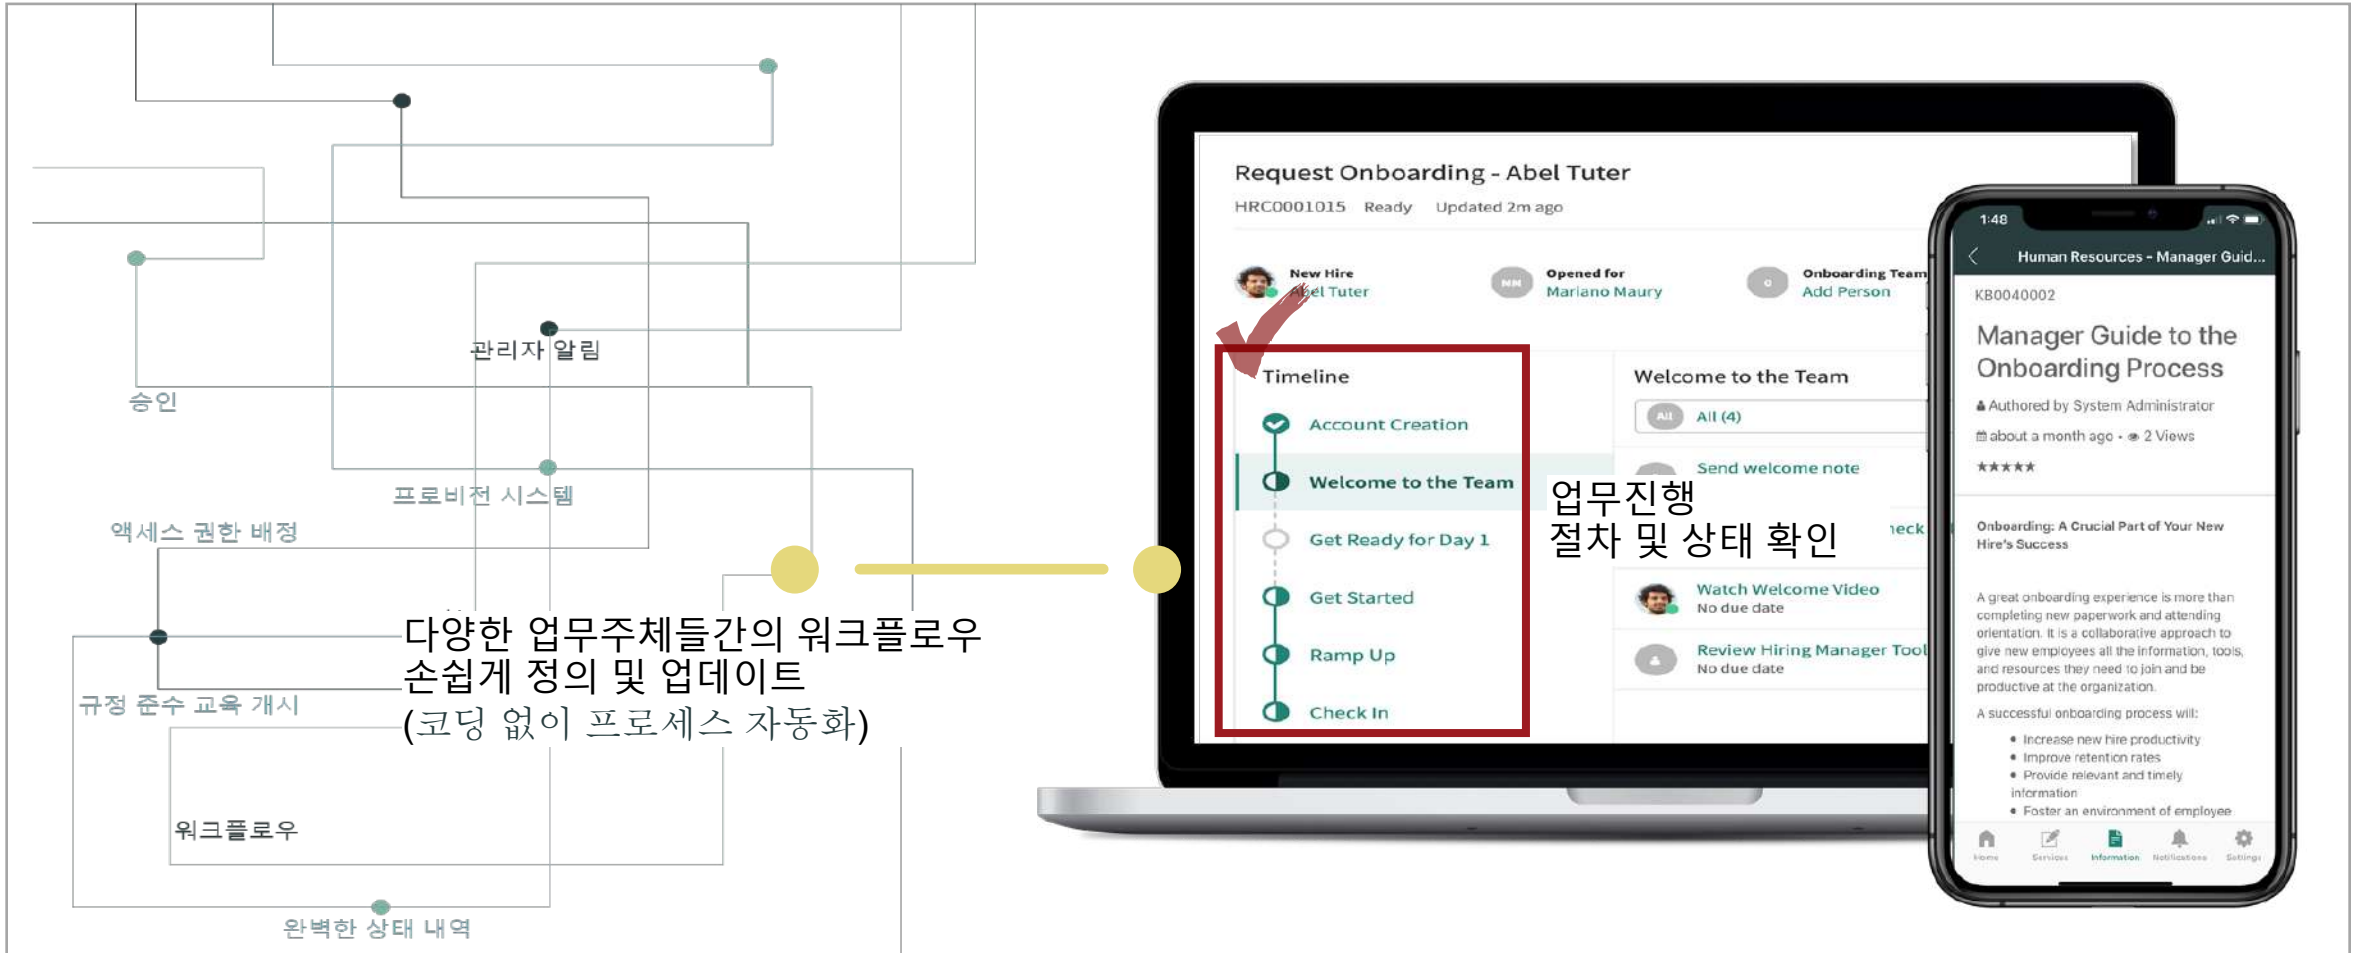 관리자 알림
승인
프로비전 시스템
액세스 권한 배정
다양한 업무주체들간의 워크플로우
손쉽게 정의 및 업데이트
(코딩 없이 프로세스 자동화)
규정 준수 교육 개시
워크플로우
완벽한 상태 내역
Request Onboarding - Abel Tuter
HRC0001015 Ready Updated 2m ago
New Hire
Abel Tuter
Opened for
Mariano Maury
Onboarding Team
Add Person
Timeline
Account Creation
Welcome to the Team
Get Ready for Day 1
Get Started
Ramp Up
Check In
업무진행
절차 및 상태 확인
Welcome to the Team
All All (4)
Send welcome note
Watch Welcome Video
No due date
Review Hiring Manager Tool
No due date
1:48
Human Resources - Manager Guid...
KB0040002
Manager Guide to the
Onboarding Process
Authored by System Administrator
about a month ago - 2 Views
★★★★★
Onboarding: A Crucial Part of Your New
Hire's Success
A great onboarding experience is more than
completing new paperwork and attending
orientation. It is a collaborative approach to
give new employees all the information, tools,
and resources they need to join and be
productive at the organization.
A successful onboarding process will:
• Increase new hire productivity
• Improve retention rates
• Provide relevant and timely
information
• Foster an environment of employee
Home Services Information Notifications Settings